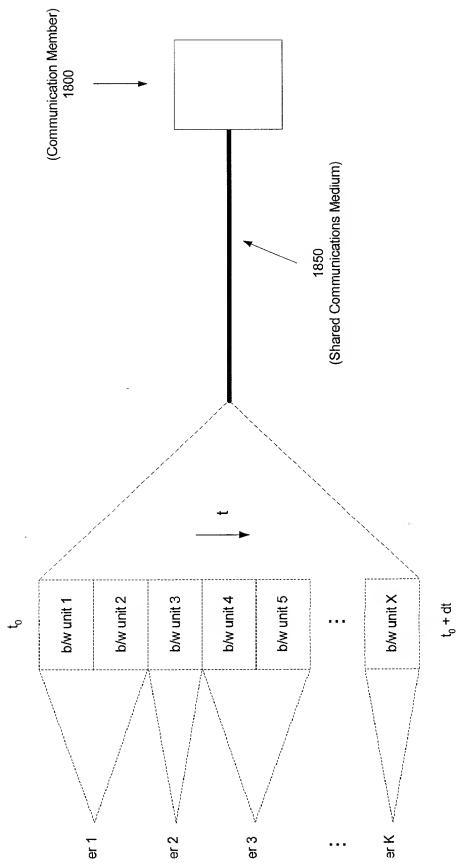 (Communication Member)
1800
1850
(Shared Communications Medium)
t
t0
b/w unit 1
b/w unit 2
b/w unit 3
b/w unit 4
b/w unit 5
...
b/w unit X
t0 + dt
er 1
er 2
er 3
...
er K